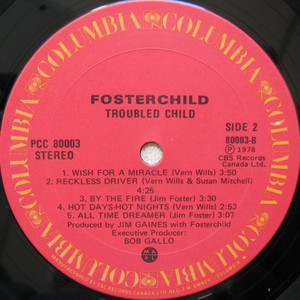 COLUMBIA COLUMBIA COLUMBIA COLUMBIA COLUMBIA COLUMBIA
FOSTERCHILD
TROUBLED CHILD
PCC 80003
STEREO
SIDE 2
80003-B
℗ 1978
CBS Records
Canada Ltd.
1. WISH FOR A MIRACLE (Vern Wills) 3:50
2. RECKLESS DRIVER (Vern Wills & Susan Mitchell)
4:25
3. BY THE FIRE (Jim Foster) 3:31
4. HOT DAYS-HOT NIGHTS (Vern Wills) 2:51
5. ALL TIME DREAMER (Jim Foster) 3:07
Produced by JIM GAINES with Fosterchild
Executive Producer:
BOB GALLO